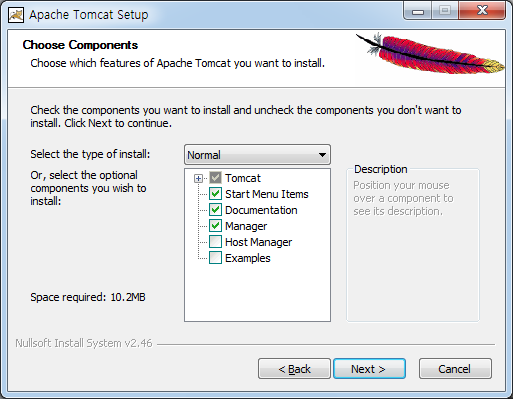 Apache Tomcat Setup
Choose Components
Choose which features of Apache Tomcat you want to install.
Check the components you want to install and uncheck the components you don't want to
install. Click Next to continue.
Select the type of install:
Normal
Or, select the optional
components you wish to
install:
Tomcat
Start Menu Items
Documentation
Manager
Host Manager
Examples
Description
Position your mouse
over a component to
see its description.
Space required: 10.2MB
Nullsoft Install System v2.46
< Back
Next >
Cancel